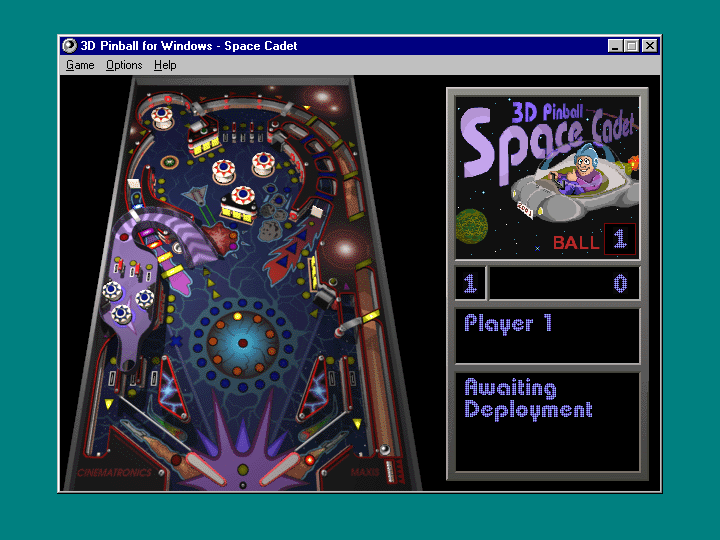 3D Pinball for Windows - Space Cadet
Game Options Help
3D Pinball
Space Cadet
BALL 1
1 0
Player 1
Awaiting
Deployment
CINEMATRONICS
MAXIS